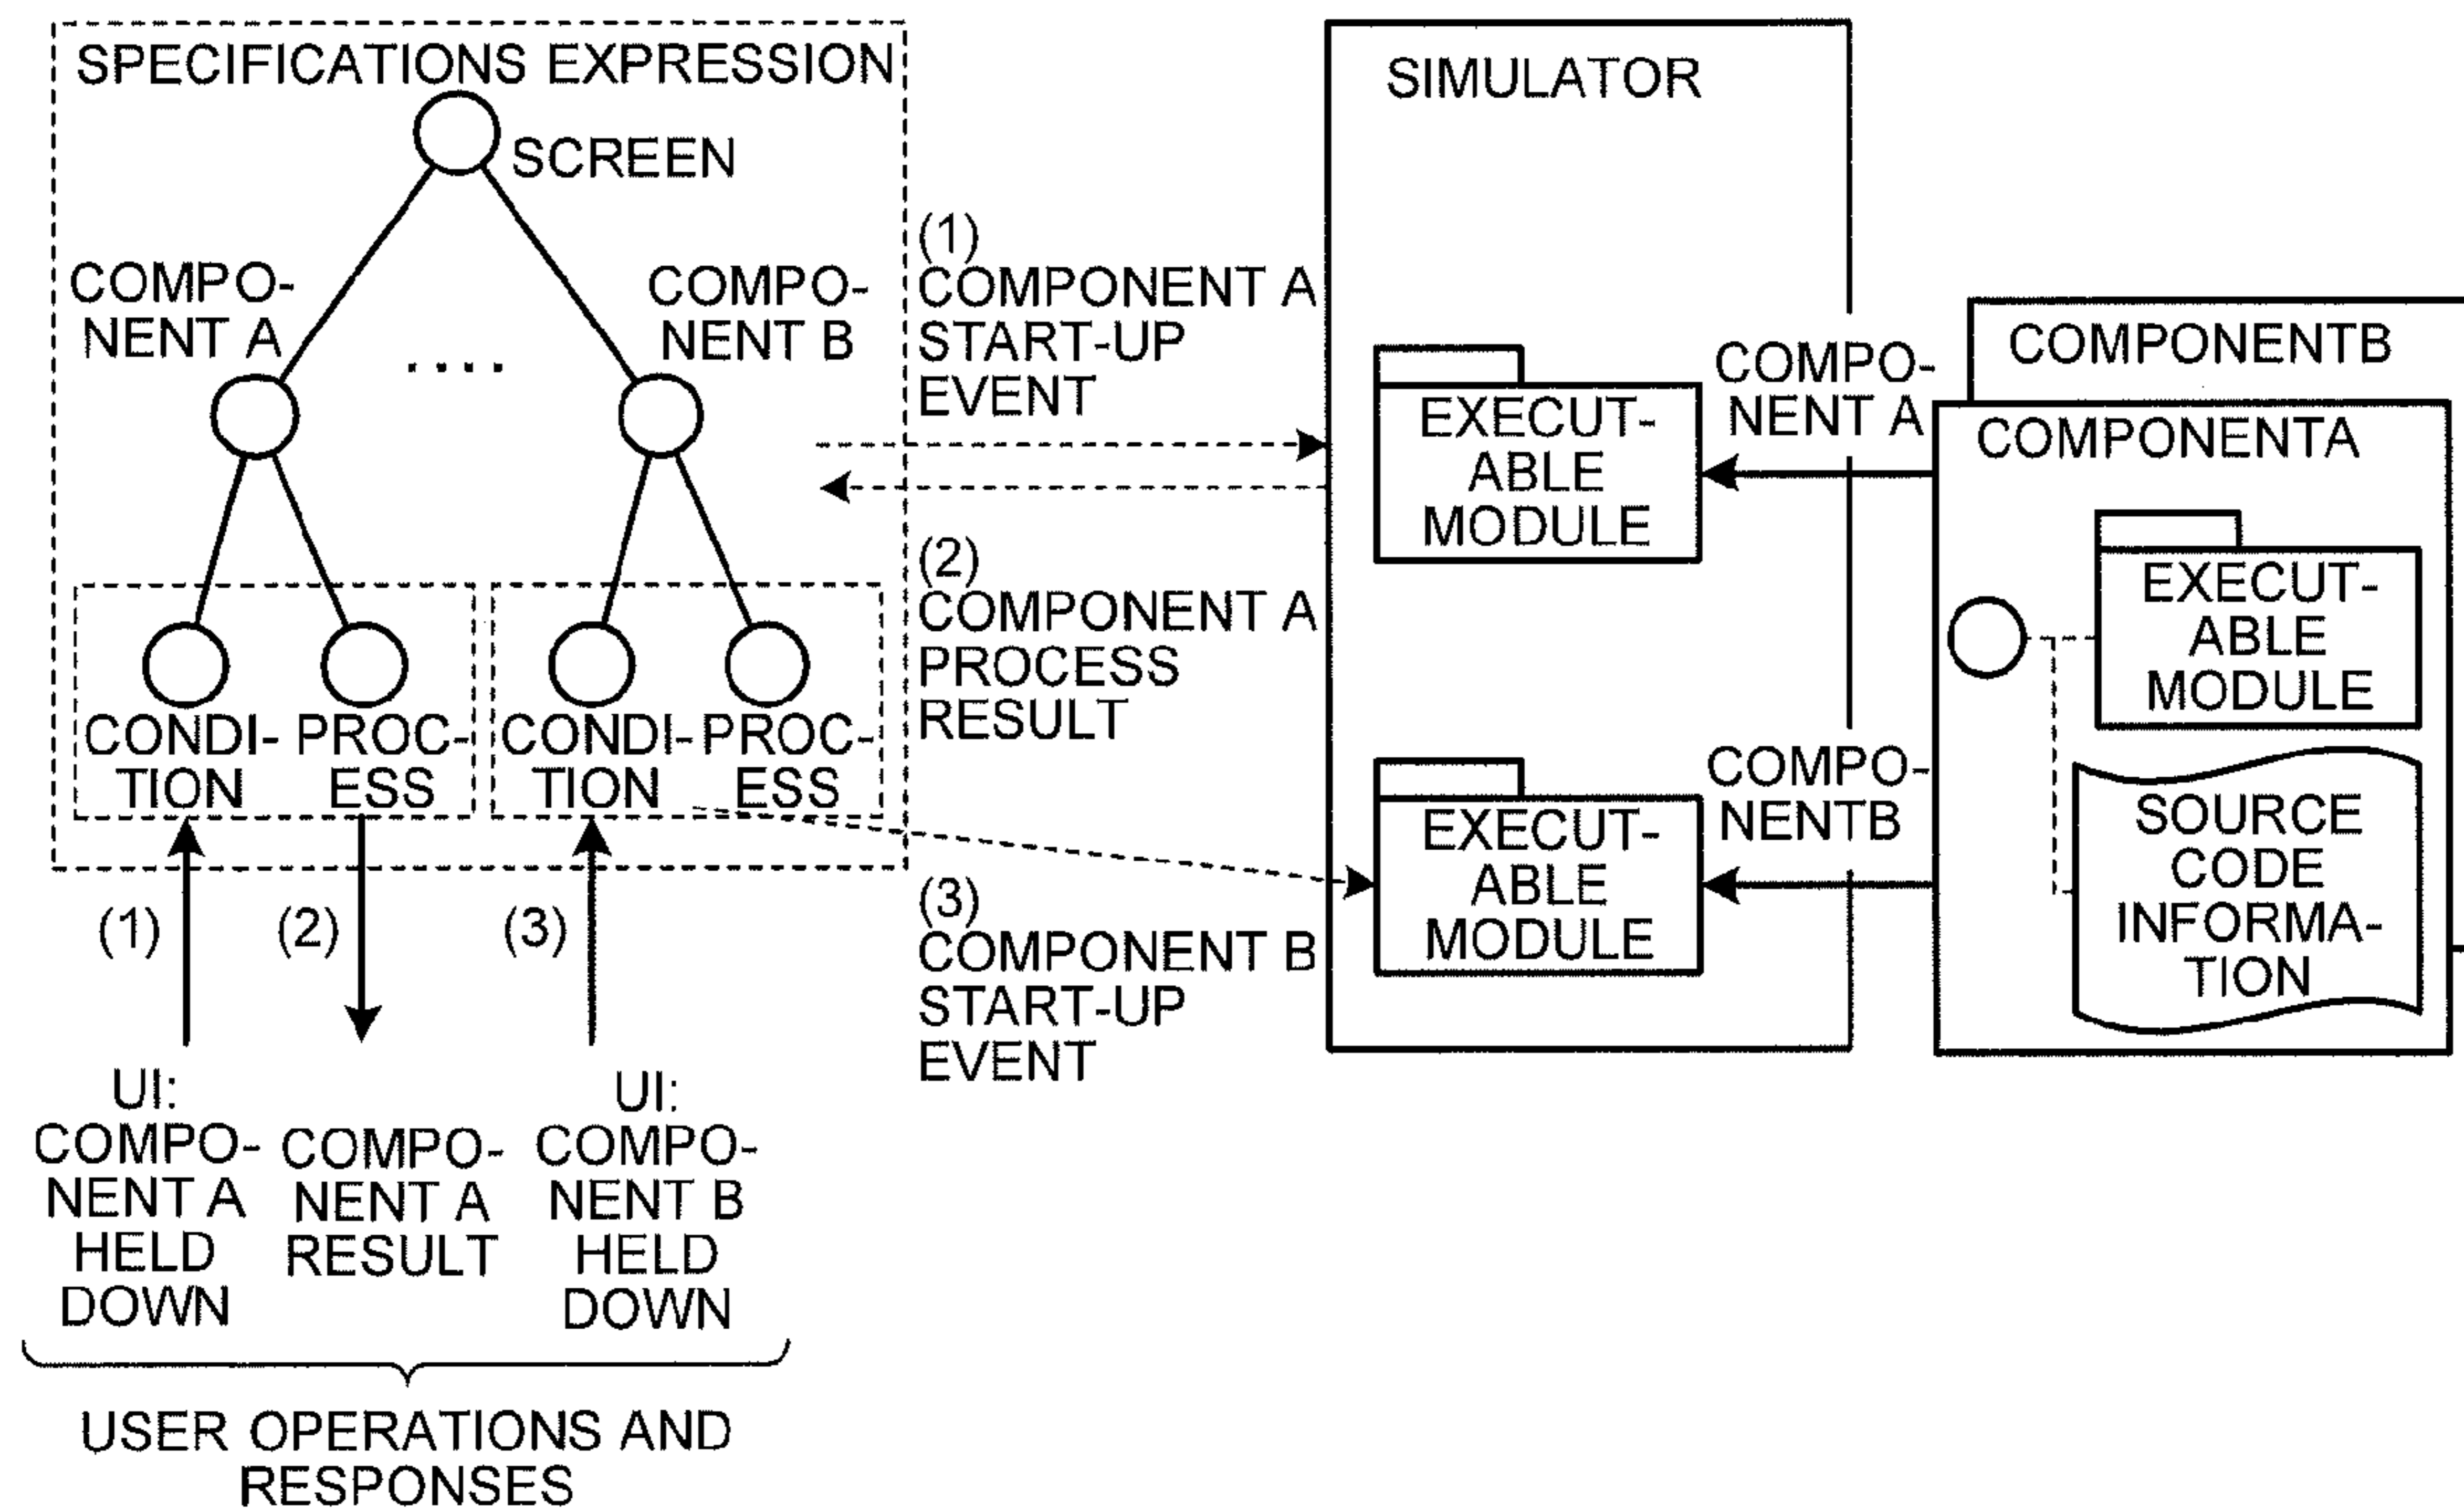 SPECIFICATIONS EXPRESSION
SCREEN
COMPO-
NENT A
....
COMPO-
NENT B
CONDI-
TION
PROC-
ESS
CONDI-
TION
PROC-
ESS
(1)
COMPONENT A
START-UP
EVENT
(2)
COMPONENT A
PROCESS
RESULT
(3)
COMPONENT B
START-UP
EVENT
SIMULATOR
EXECUT-
ABLE
MODULE
EXECUT-
ABLE
MODULE
COMPO-
NENT A
COMPO-
NENTB
COMPONENTB
COMPONENTA
EXECUT-
ABLE
MODULE
SOURCE
CODE
INFORMA-
TION
(1)
(2)
(3)
UI:
COMPO-
NENT A
HELD
DOWN
COMPO-
NENT A
RESULT
UI:
COMPO-
NENT B
HELD
DOWN
USER OPERATIONS AND
RESPONSES